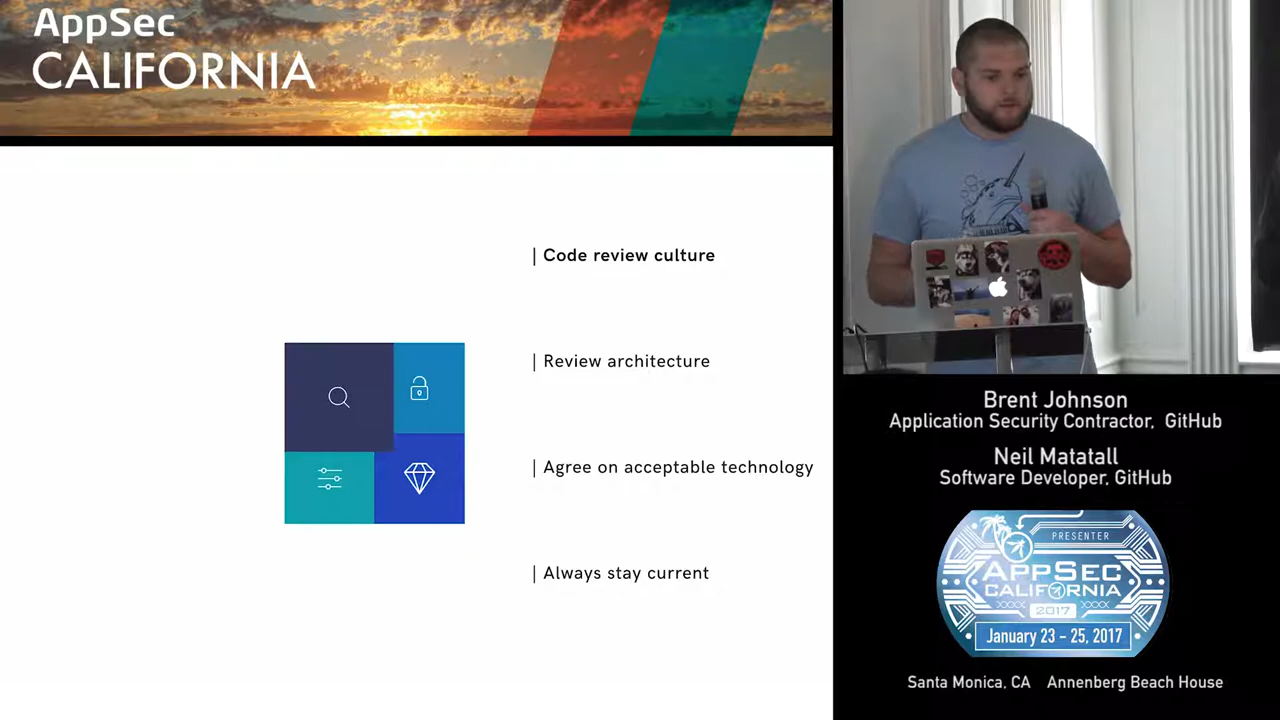 AppSec
CALIFORNIA
| Code review culture
| Review architecture
| Agree on acceptable technology
| Always stay current
Brent Johnson
Application Security Contractor, GitHub
Neil Matatall
Software Developer, GitHub
PRESENTER
APPSEC
CALIFORNIA
2017
January 23 - 25, 2017
Santa Monica, CA Annenberg Beach House